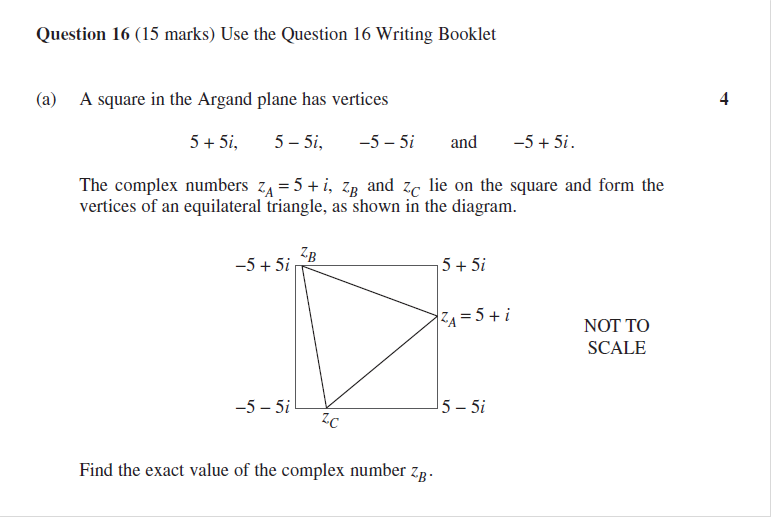 Question 16 (15 marks) Use the Question 16 Writing Booklet
(a) A square in the Argand plane has vertices 4
5 + 5i, 5 – 5i, –5 – 5i and –5 + 5i.
The complex numbers z_A = 5 + i, z_B and z_C lie on the square and form the
vertices of an equilateral triangle, as shown in the diagram.
z_B
–5 + 5i 5 + 5i
z_A = 5 + i
NOT TO
SCALE
–5 – 5i 5 – 5i
z_C
Find the exact value of the complex number z_B.